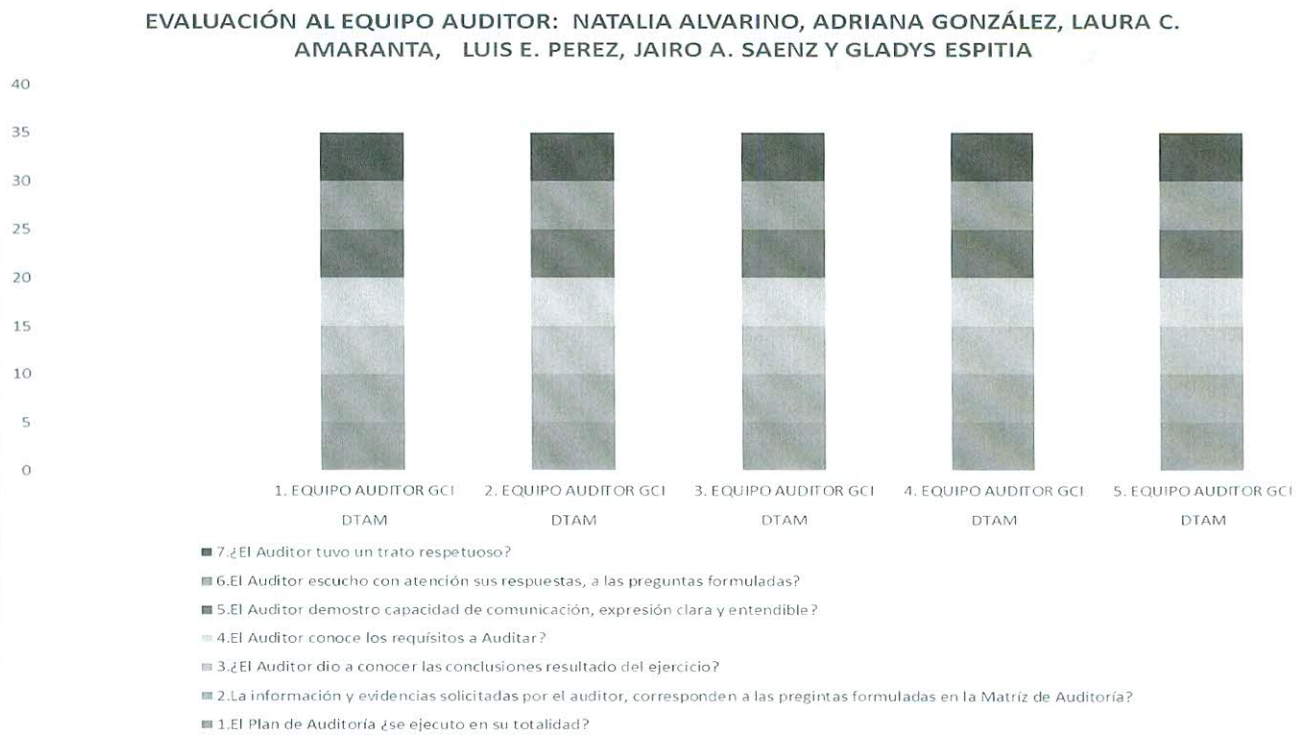 EVALUACIÓN AL EQUIPO AUDITOR: NATALIA ALVARINO, ADRIANA GONZÁLEZ, LAURA C.
AMARANTA, LUIS E. PEREZ, JAIRO A. SAENZ Y GLADYS ESPITIA
40
35
30
25
20
15
10
5
0
1. EQUIPO AUDITOR GCI 2. EQUIPO AUDITOR GCI 3. EQUIPO AUDITOR GCI 4. EQUIPO AUDITOR GCI 5. EQUIPO AUDITOR GCI
DTAM DTAM DTAM DTAM DTAM
7.¿El Auditor tuvo un trato respetuoso?
6.El Auditor escucho con atención sus respuestas, a las preguntas formuladas?
5.El Auditor demostro capacidad de comunicación, expresión clara y entendible?
4.El Auditor conoce los requísitos a Auditar?
3.¿El Auditor dio a conocer las conclusiones resultado del ejercicio?
2.La información y evidencias solicitadas por el auditor, corresponden a las pregintas formuladas en la Matríz de Auditoría?
1.El Plan de Auditoría ¿se ejecuto en su totalidad?